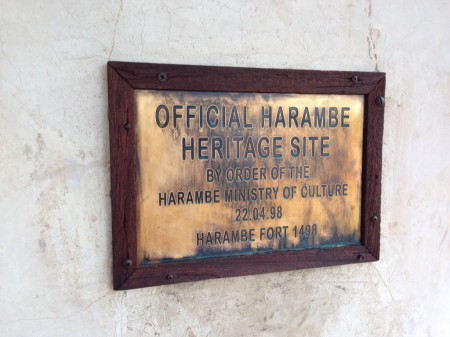 OFFICIAL HARAMBE
HERITAGE SITE
BY ORDER OF THE
HARAMBE MINISTRY OF CULTURE
22.04.98
HARAMBE FORT 1498